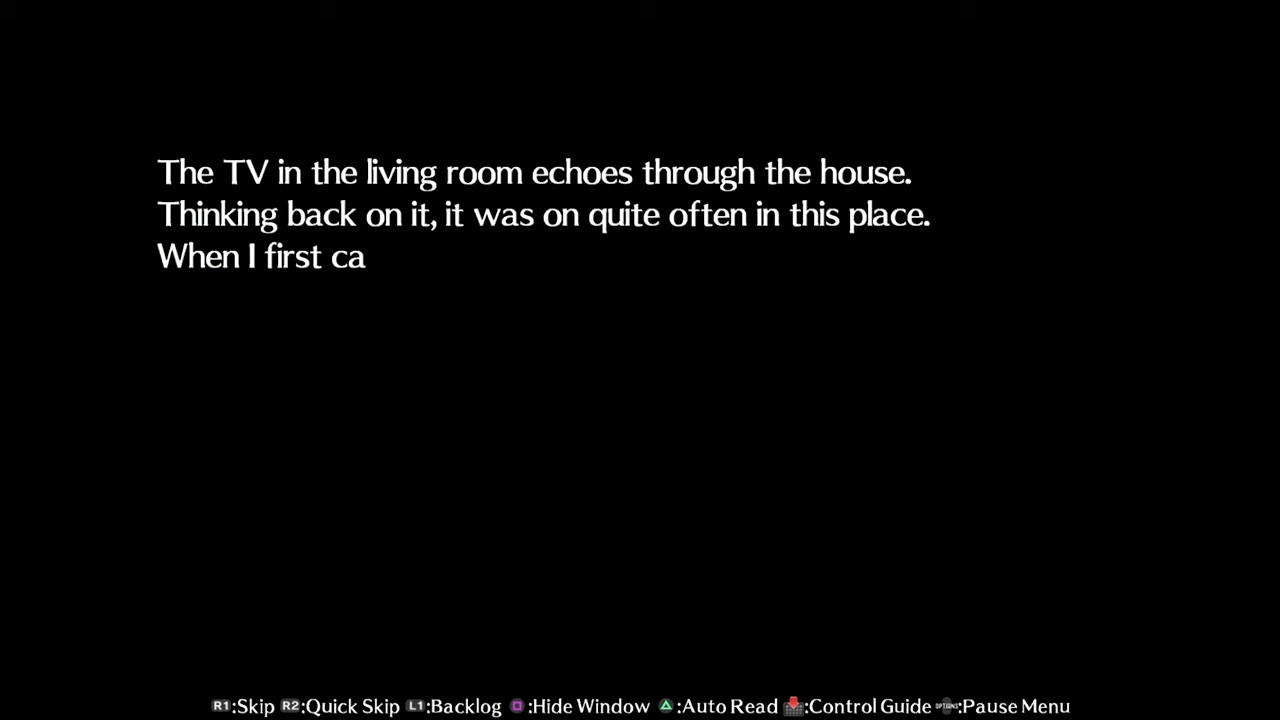 The TV in the living room echoes through the house.
Thinking back on it, it was on quite often in this place.
When I first ca
R1:Skip R2:Quick Skip L1:Backlog :Hide Window :Auto Read :Control Guide OPTIONS:Pause Menu